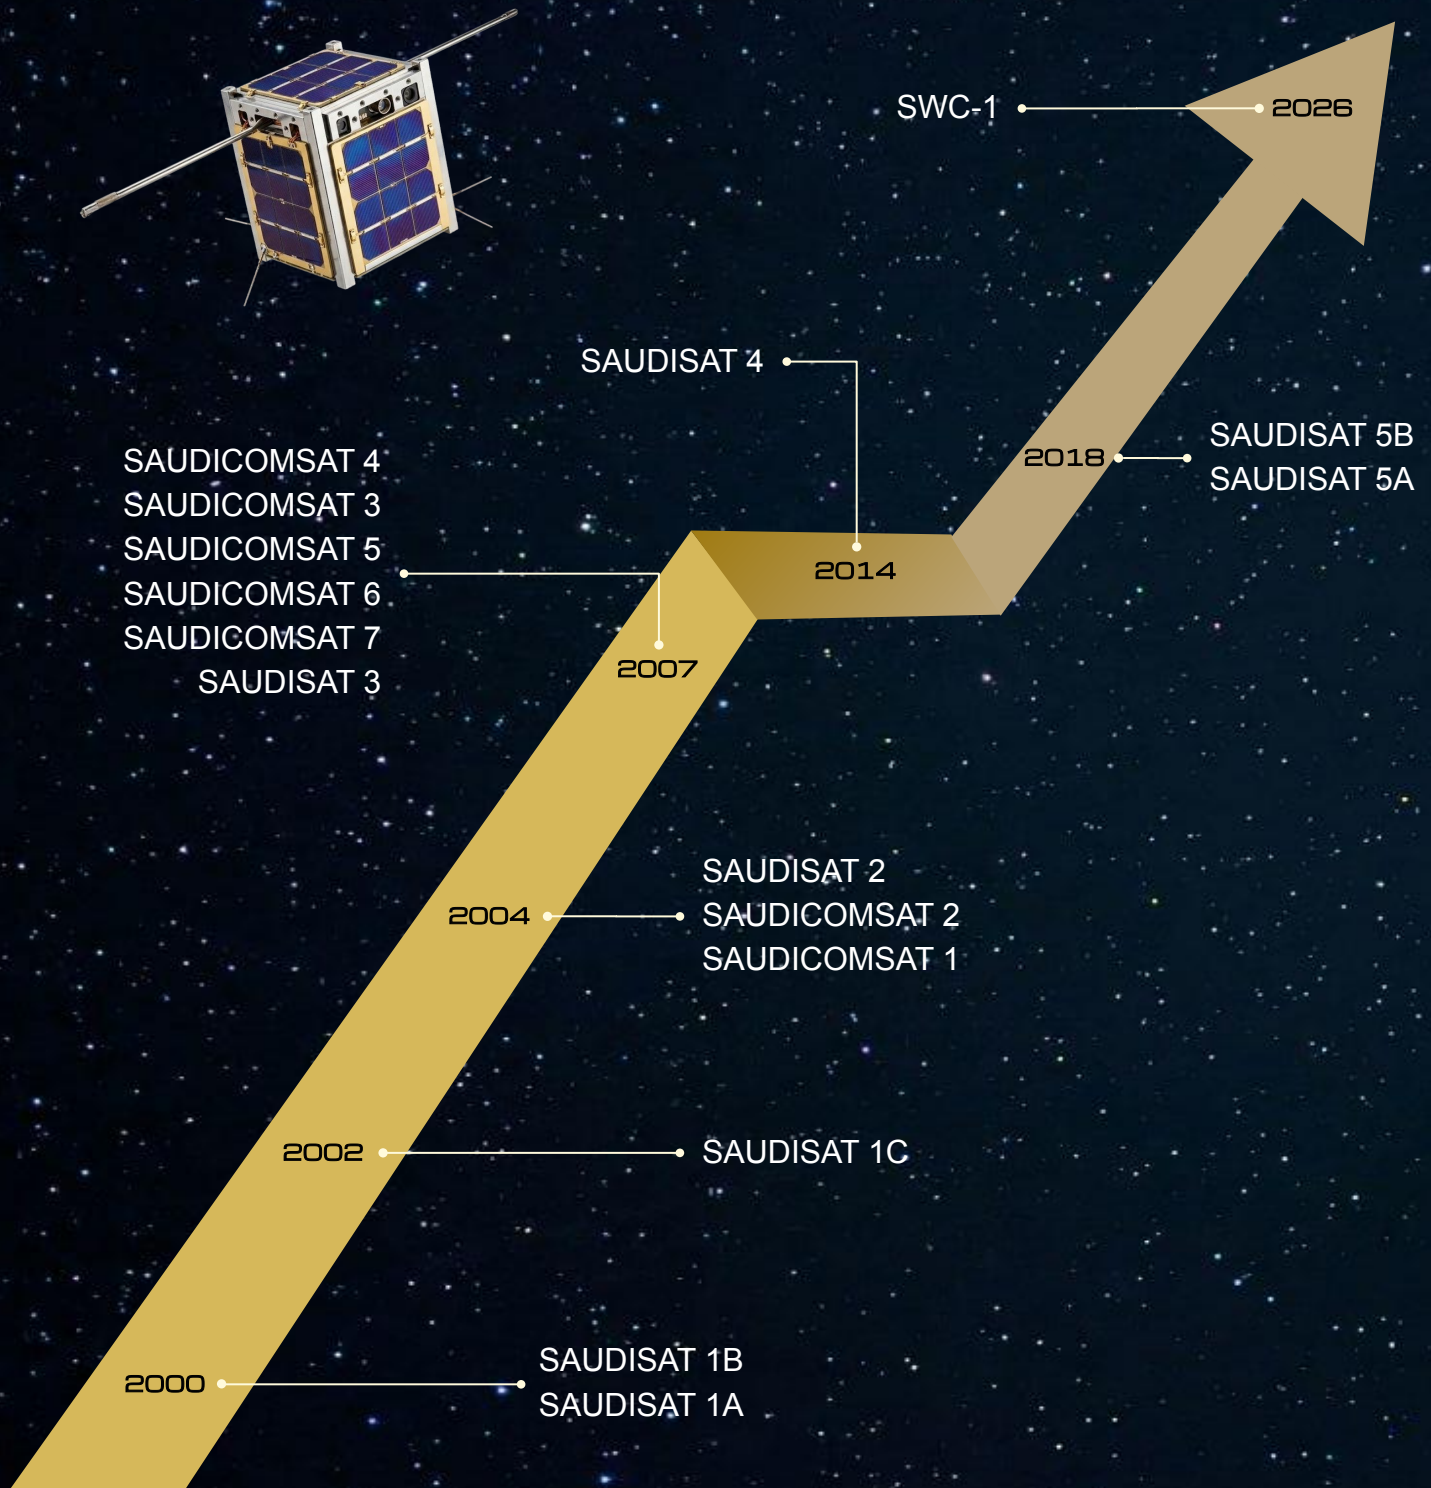 SWC-1
2026
SAUDISAT 4
SAUDISAT 5B
SAUDISAT 5A
2018
SAUDICOMSAT 4
SAUDICOMSAT 3
SAUDICOMSAT 5
SAUDICOMSAT 6
SAUDICOMSAT 7
SAUDISAT 3
2014
2007
SAUDISAT 2
SAUDICOMSAT 2
SAUDICOMSAT 1
2004
2002
SAUDISAT 1C
SAUDISAT 1B
SAUDISAT 1A
2000